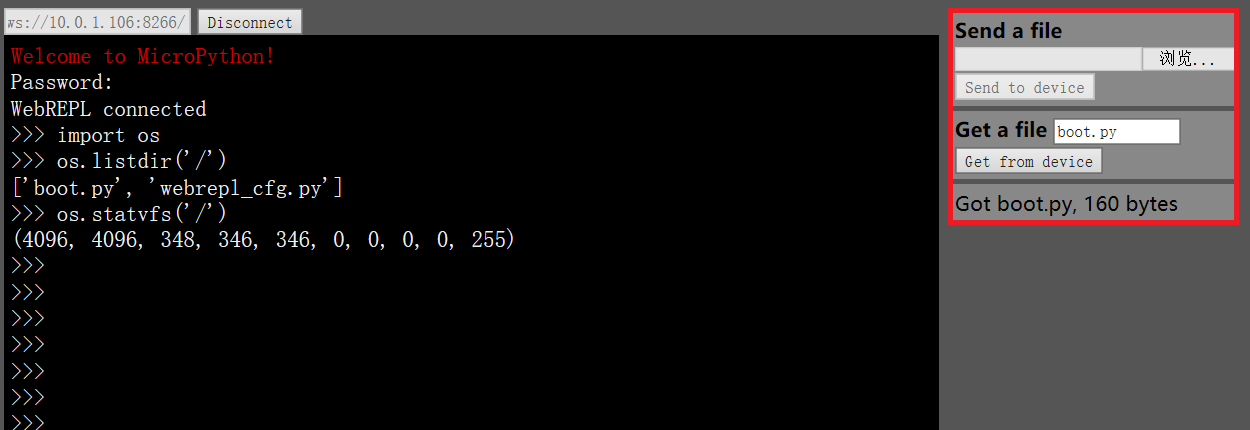 ws://10.0.1.106:8266/ Disconnect
Welcome to MicroPython!
Password:
WebREPL connected
>>> import os
>>> os.listdir('/')
['boot.py', 'webrepl_cfg.py']
>>> os.statvfs('/')
(4096, 4096, 348, 346, 346, 0, 0, 0, 0, 255)
>>>
>>>
>>>
>>>
>>>
>>>
>>>
Send a file
浏览...
Send to device
Get a file boot.py
Get from device
Got boot.py, 160 bytes